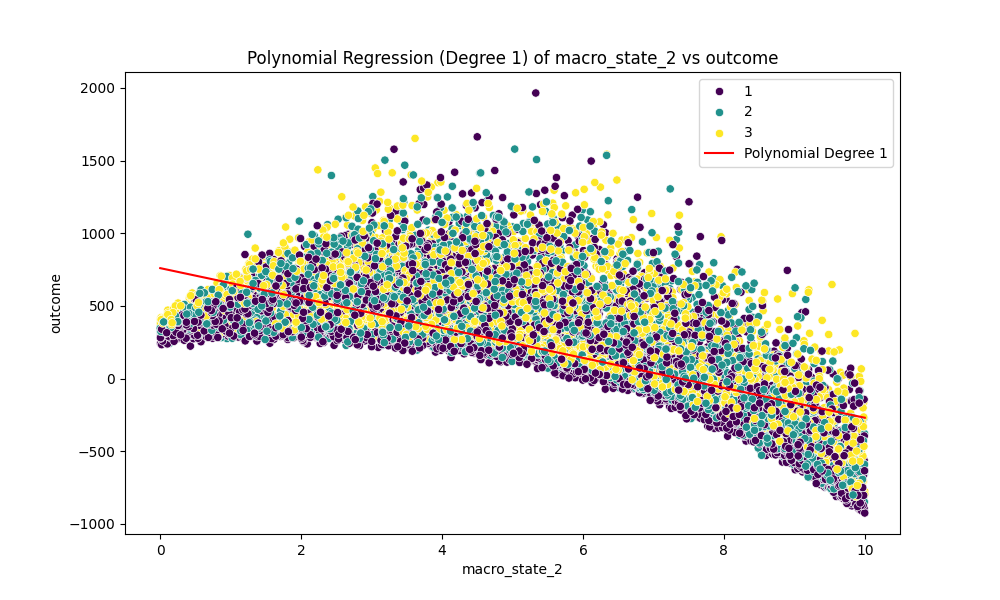 Polynomial Regression (Degree 1) of macro_state_2 vs outcome
1
2
3
Polynomial Degree 1
outcome
2000
1500
1000
500
0
−500
−1000
0 2 4 6 8 10
macro_state_2